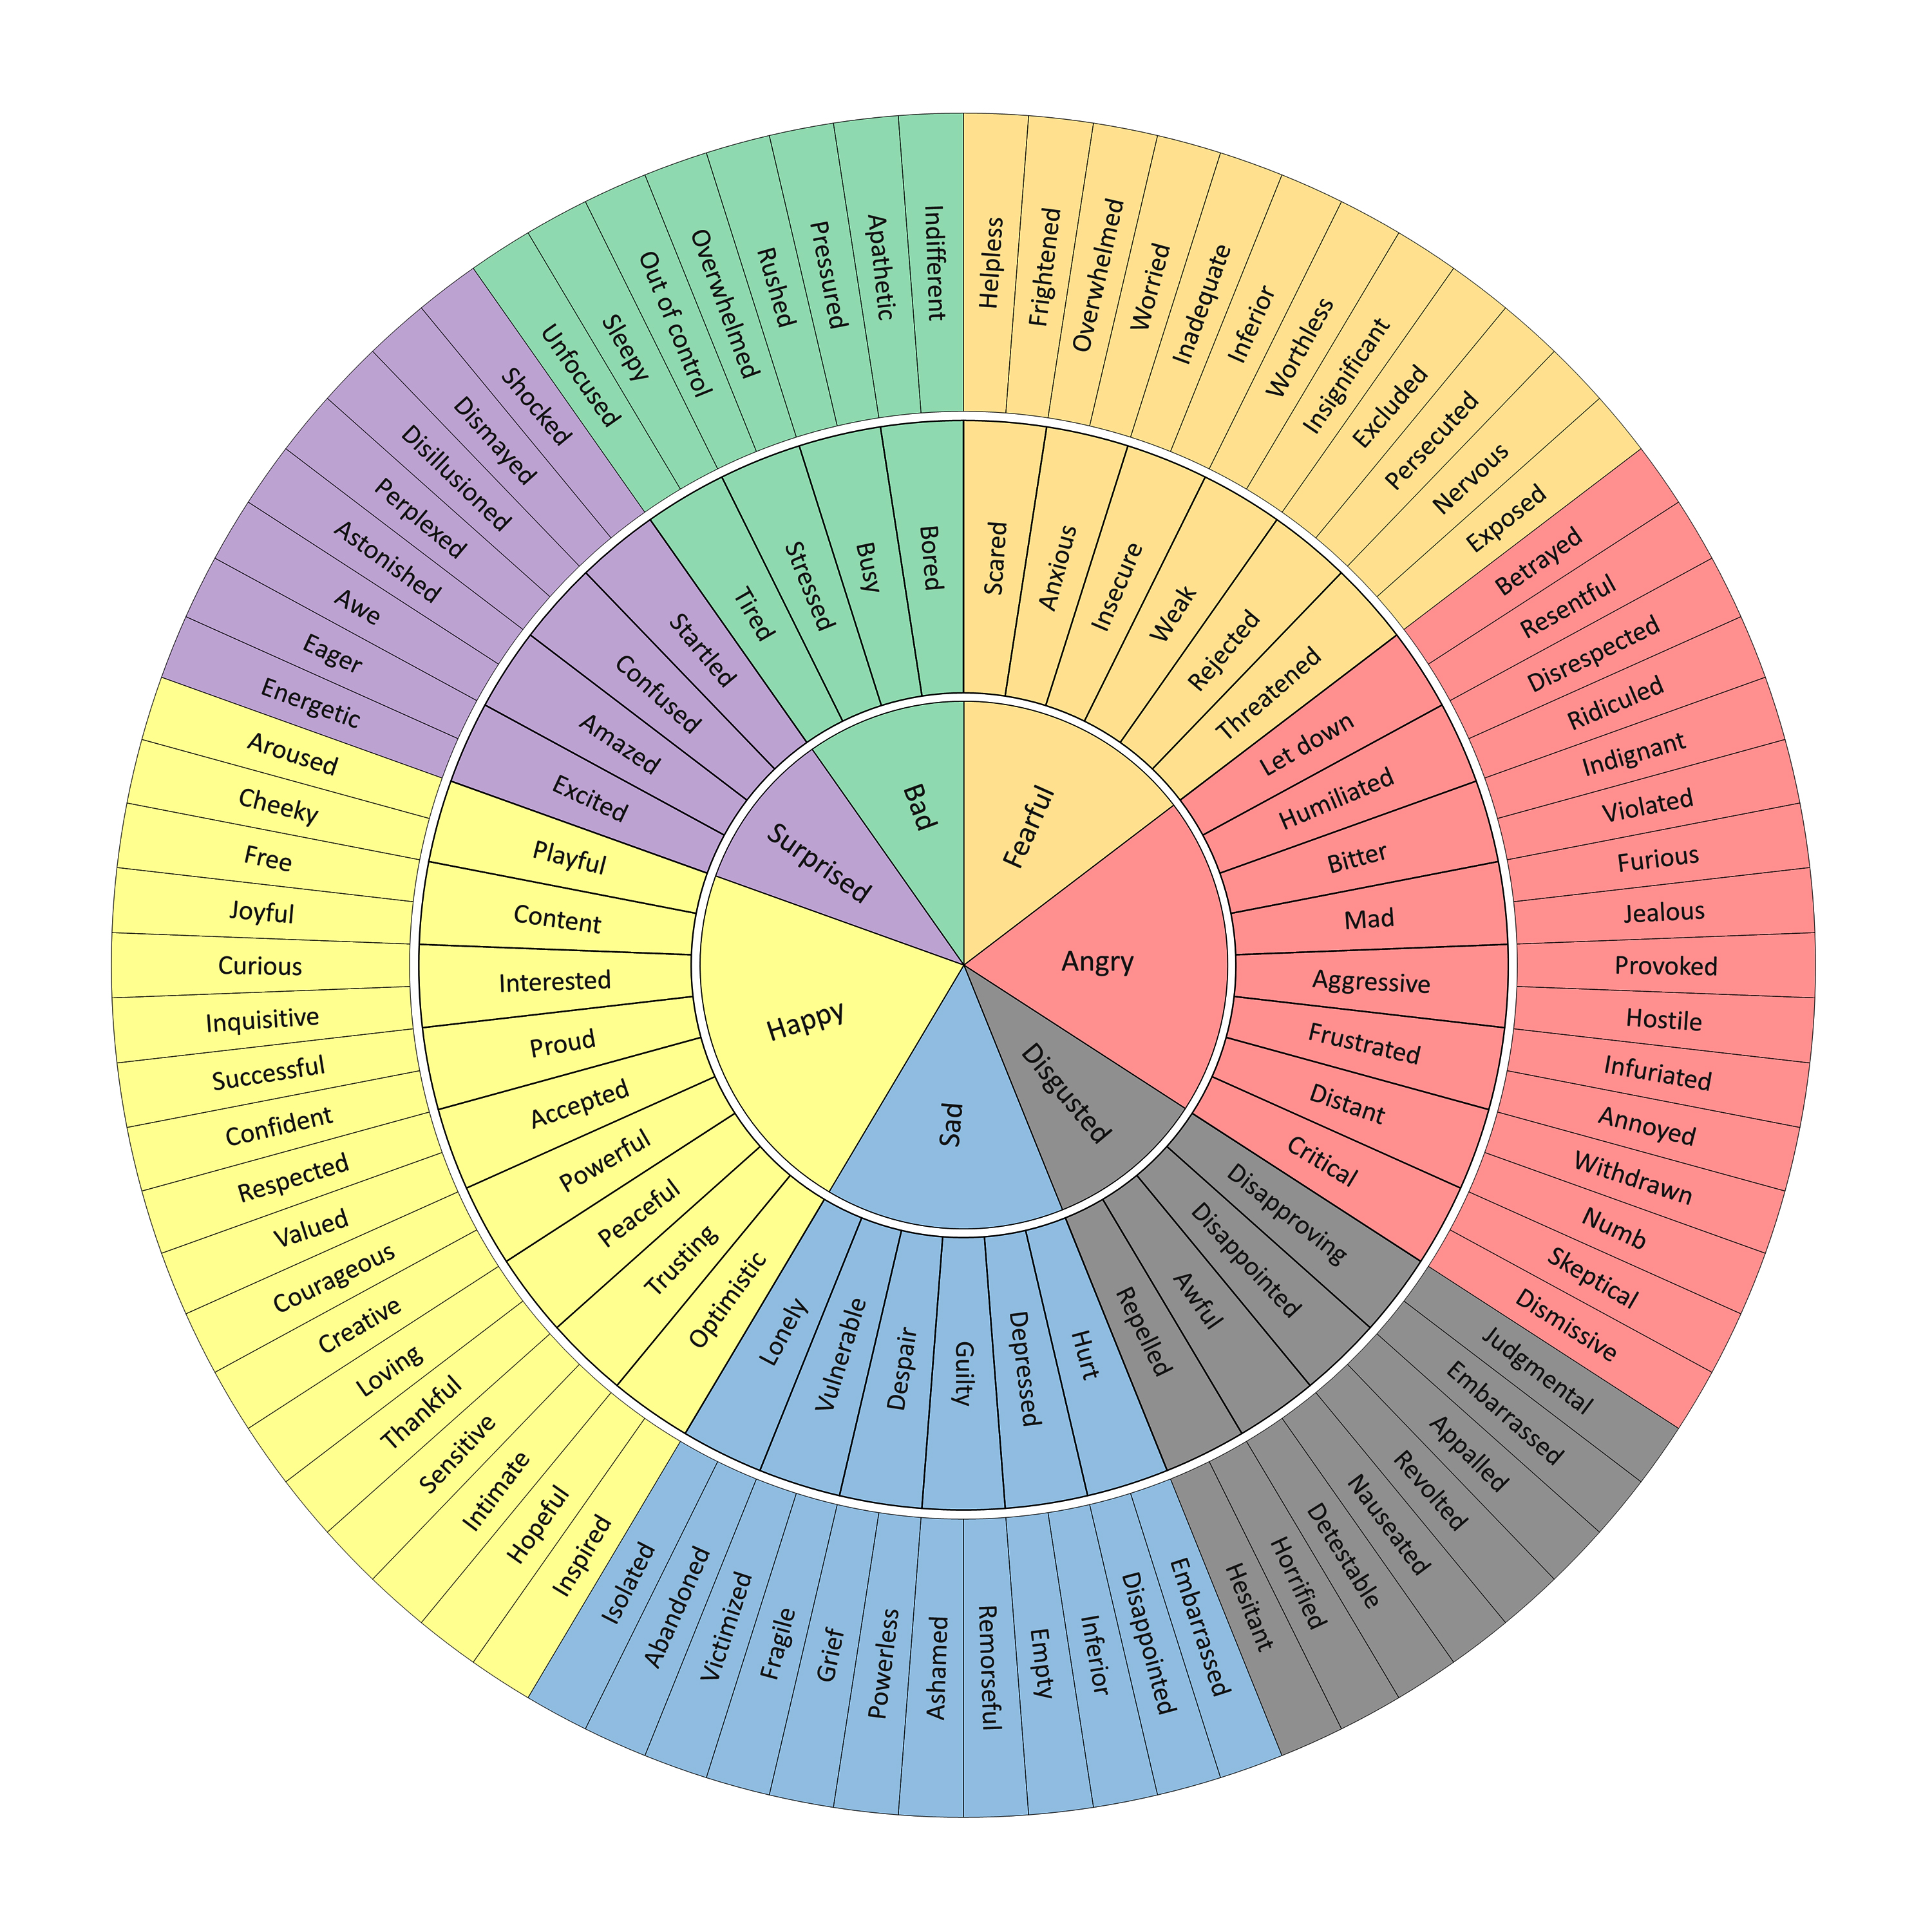 Fearful
Angry
Disgusted
Sad
Happy
Surprised
Bad
Scared
Anxious
Insecure
Weak
Rejected
Threatened
Let down
Humiliated
Bitter
Mad
Aggressive
Frustrated
Distant
Critical
Disapproving
Disappointed
Awful
Repelled
Hurt
Depressed
Guilty
Despair
Vulnerable
Lonely
Optimistic
Trusting
Peaceful
Powerful
Accepted
Proud
Interested
Content
Playful
Excited
Amazed
Confused
Startled
Tired
Stressed
Busy
Bored
Helpless
Frightened
Overwhelmed
Worried
Inadequate
Inferior
Worthless
Insignificant
Excluded
Persecuted
Nervous
Exposed
Betrayed
Resentful
Disrespected
Ridiculed
Indignant
Violated
Furious
Jealous
Provoked
Hostile
Infuriated
Annoyed
Withdrawn
Numb
Skeptical
Dismissive
Judgmental
Embarrassed
Appalled
Revolted
Nauseated
Detestable
Horrified
Hesitant
Embarrassed
Disappointed
Inferior
Empty
Remorseful
Ashamed
Powerless
Grief
Fragile
Victimized
Abandoned
Isolated
Inspired
Hopeful
Intimate
Sensitive
Thankful
Loving
Creative
Courageous
Valued
Respected
Confident
Successful
Inquisitive
Curious
Joyful
Free
Cheeky
Aroused
Energetic
Eager
Awe
Astonished
Perplexed
Disillusioned
Dismayed
Shocked
Unfocused
Sleepy
Out of control
Overwhelmed
Rushed
Pressured
Apathetic
Indifferent